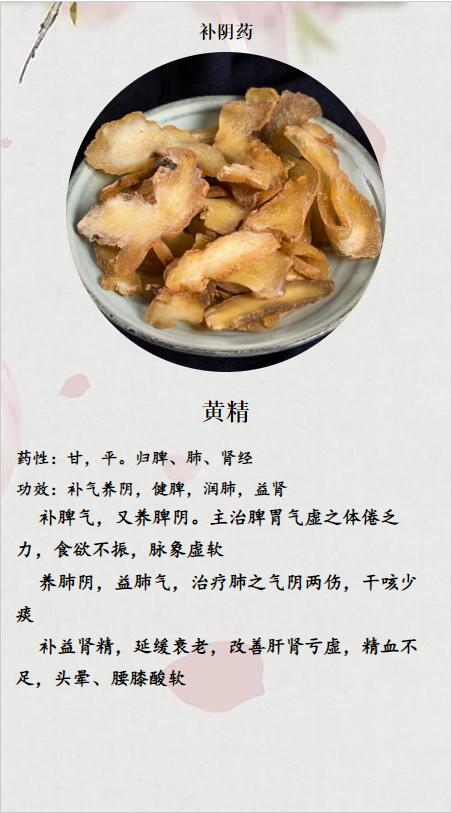 补阴药
黄精
药性：甘，平。归脾、肺、肾经
功效：补气养阴，健脾，润肺，益肾
补脾气，又养脾阴。主治脾胃气虚之体倦乏
力，食欲不振，脉象虚软
养肺阴，益肺气，治疗肺之气阴两伤，干咳少
痰
补益肾精，延缓衰老，改善肝肾亏虚，精血不
足，头晕、腰膝酸软